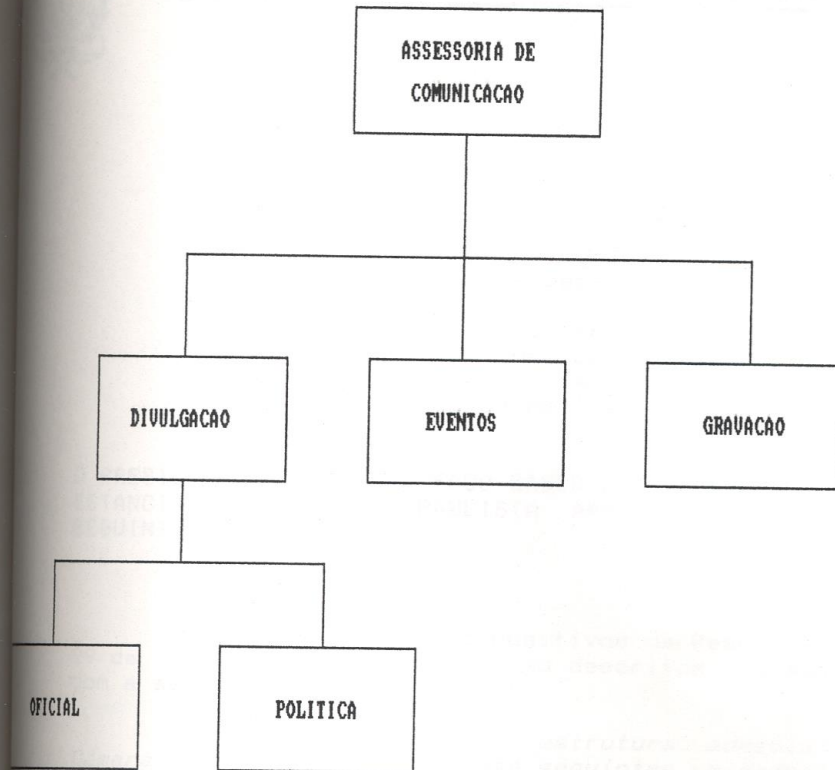 ASSESSORIA DE
COMUNICACAO
DIVULGACAO
EVENTOS
GRAVACAO
OFICIAL
POLITICA